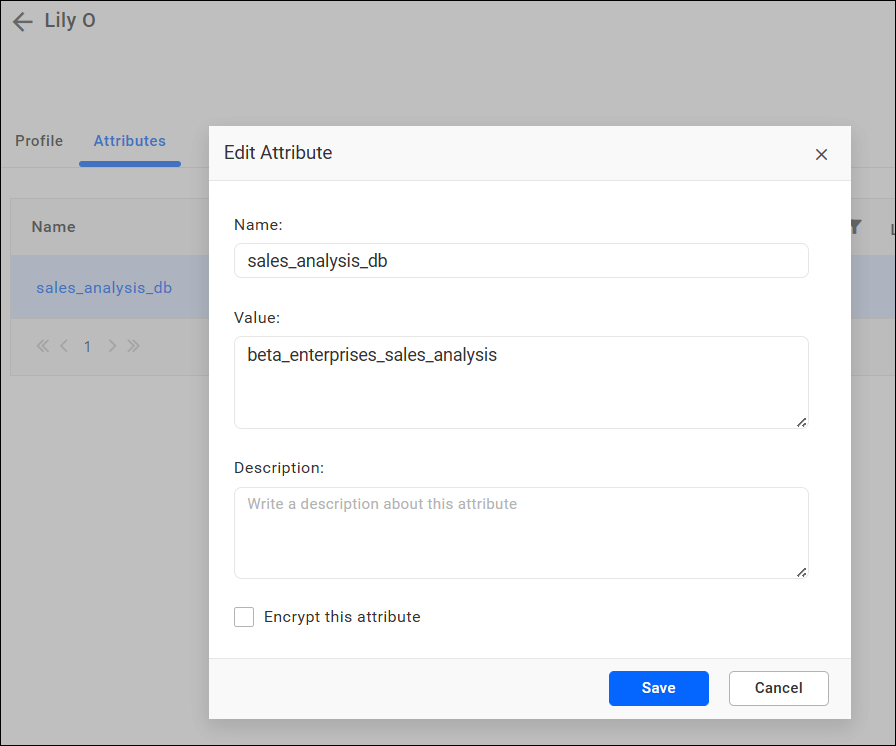 Lily O
Profile
Attributes
Name
sales_analysis_db
1
Edit Attribute
Name:
sales_analysis_db
Value:
beta_enterprises_sales_analysis
Description:
Write a description about this attribute
Encrypt this attribute
Save
Cancel